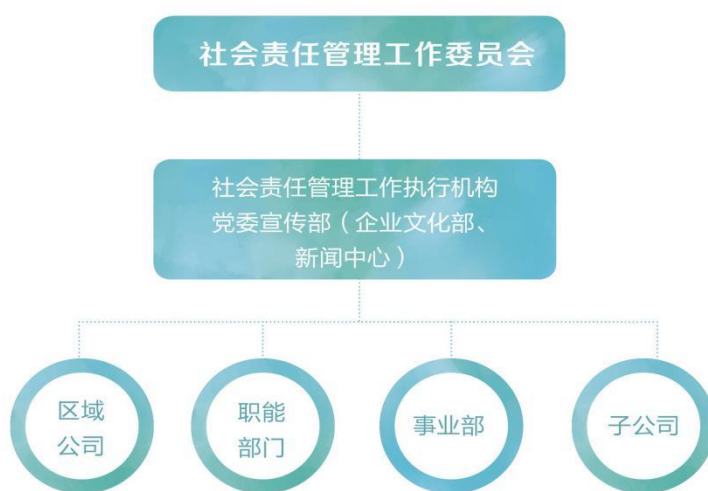 社会责任管理工作委员会
社会责任管理工作执行机构
党委宣传部（企业文化部、
新闻中心）
区域
公司
职能
部门
事业部
子公司